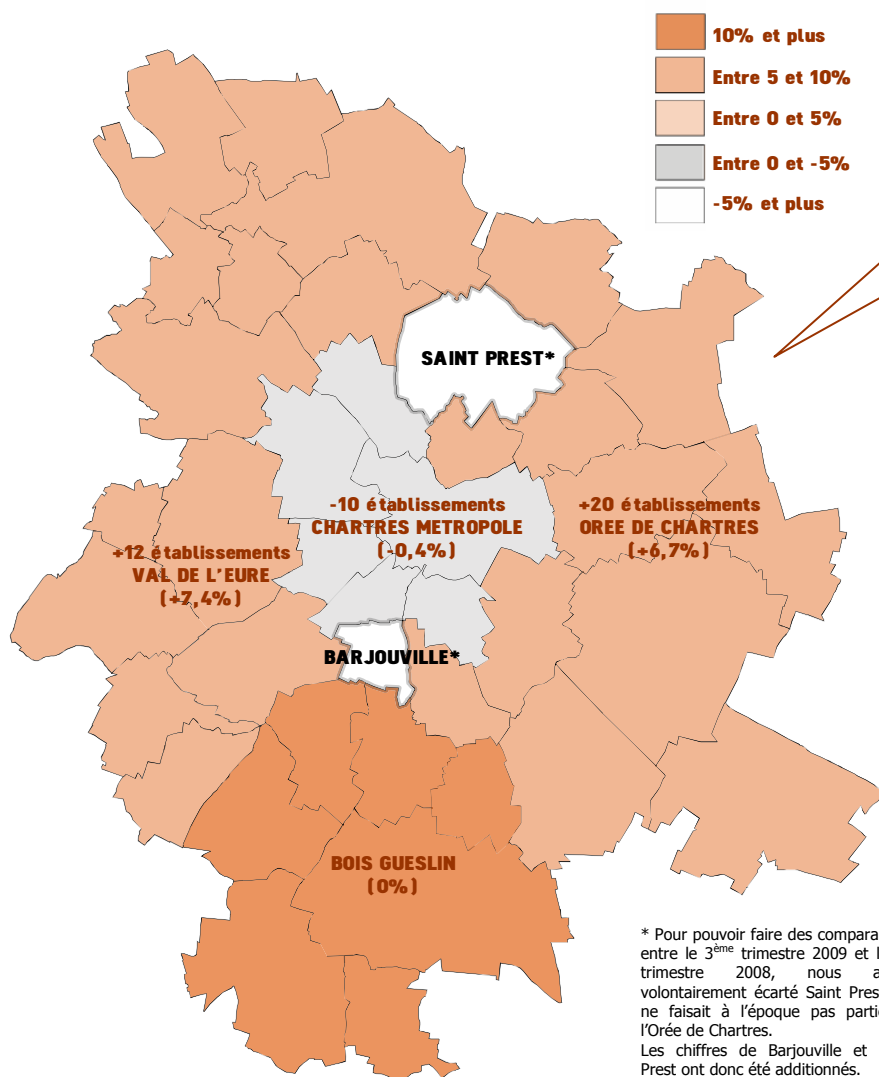 10% et plus
Entre 5 et 10%
Entre 0 et 5%
Entre 0 et -5%
-5% et plus
SAINT PREST*
-10 établissements
CHARTRES METROPOLE
(-0,4%)
+20 établissements
OREE DE CHARTRES
(+6,7%)
+12 établissements
VAL DE L'EURE
(+7,4%)
BARJOUVILLE*
BOIS GUESLIN
(0%)
* Pour pouvoir faire des
entre le 3ème trimestre 2009 et
trimestre 2008, nous
volontairement écarté Saint
ne faisait à l'époque pas
l'Orée de Chartres.
Les chiffres de Barjouville et
Prest ont donc été additionnés.